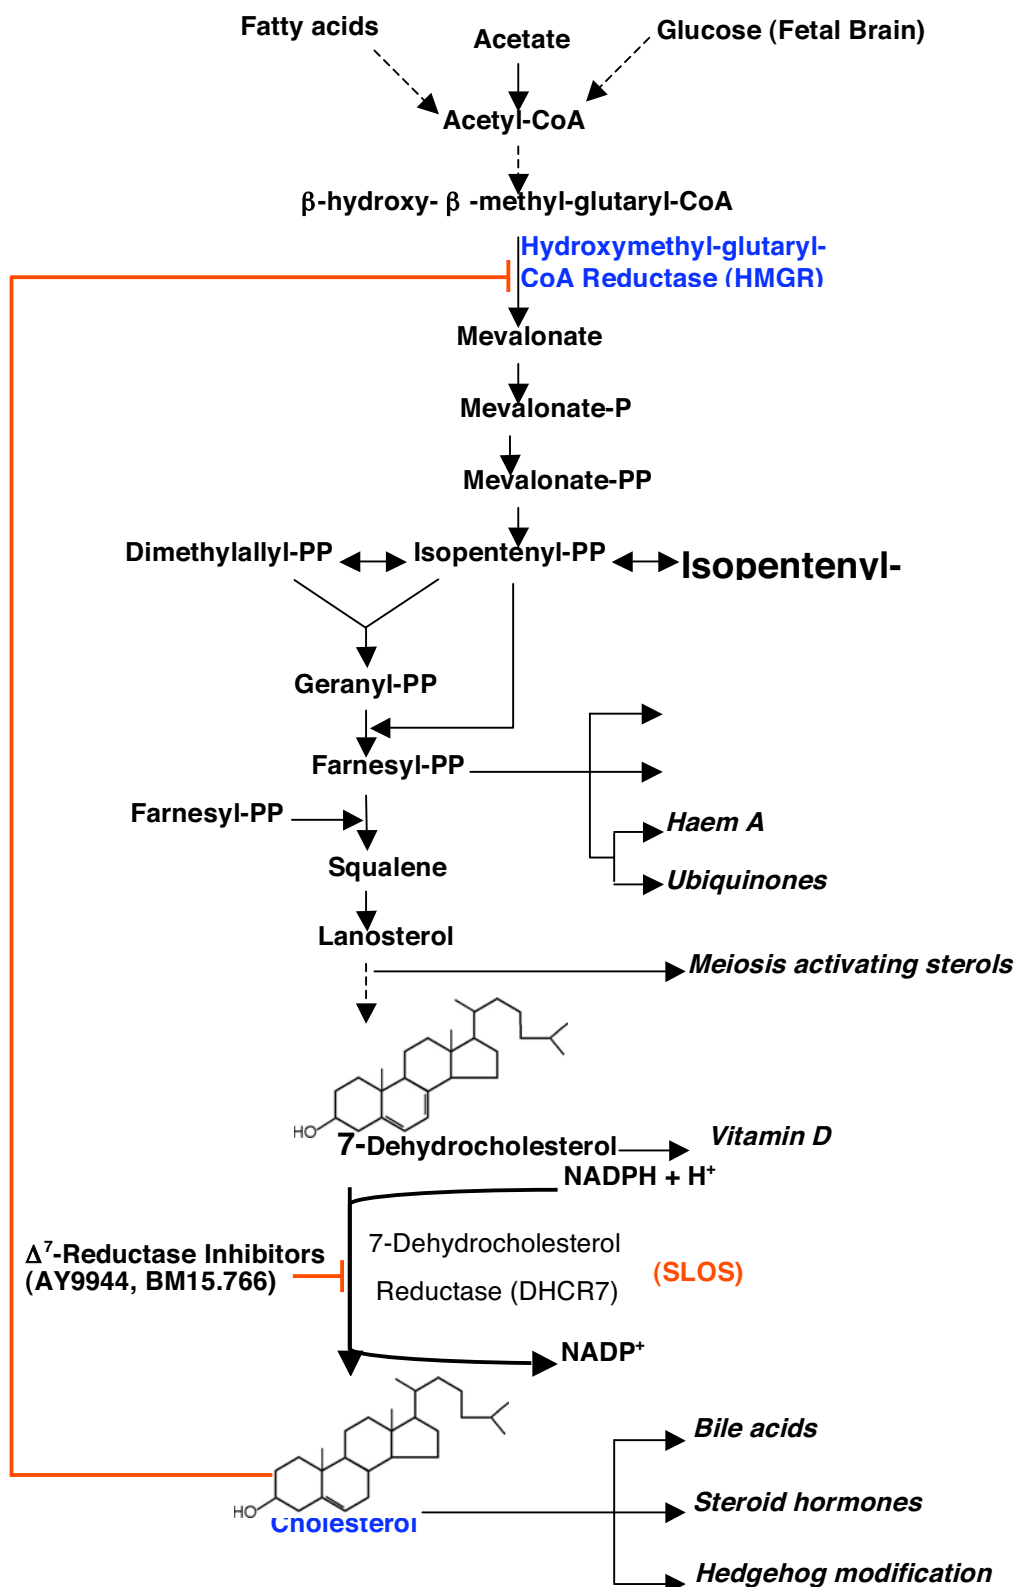 Fatty acids
Acetate
Glucose (Fetal Brain)
Acetyl-CoA
β-hydroxy- β -methyl-glutaryl-CoA
Hydroxymethyl-glutaryl-
CoA Reductase (HMGR)
Mevalonate
Mevalonate-P
Mevalonate-PP
Dimethylallyl-PP
Isopentenyl-PP
Isopentenyl-
Geranyl-PP
Farnesyl-PP
Farnesyl-PP
Haem A
Squalene
Ubiquinones
Lanosterol
Meiosis activating sterols
HO
7-Dehydrocholesterol
Vitamin D
NADPH + H⁺
Δ⁷-Reductase Inhibitors
(AY9944, BM15.766)
7-Dehydrocholesterol
Reductase (DHCR7)
(SLOS)
NADP⁺
Bile acids
Steroid hormones
HO
Cholesterol
Hedgehog modification